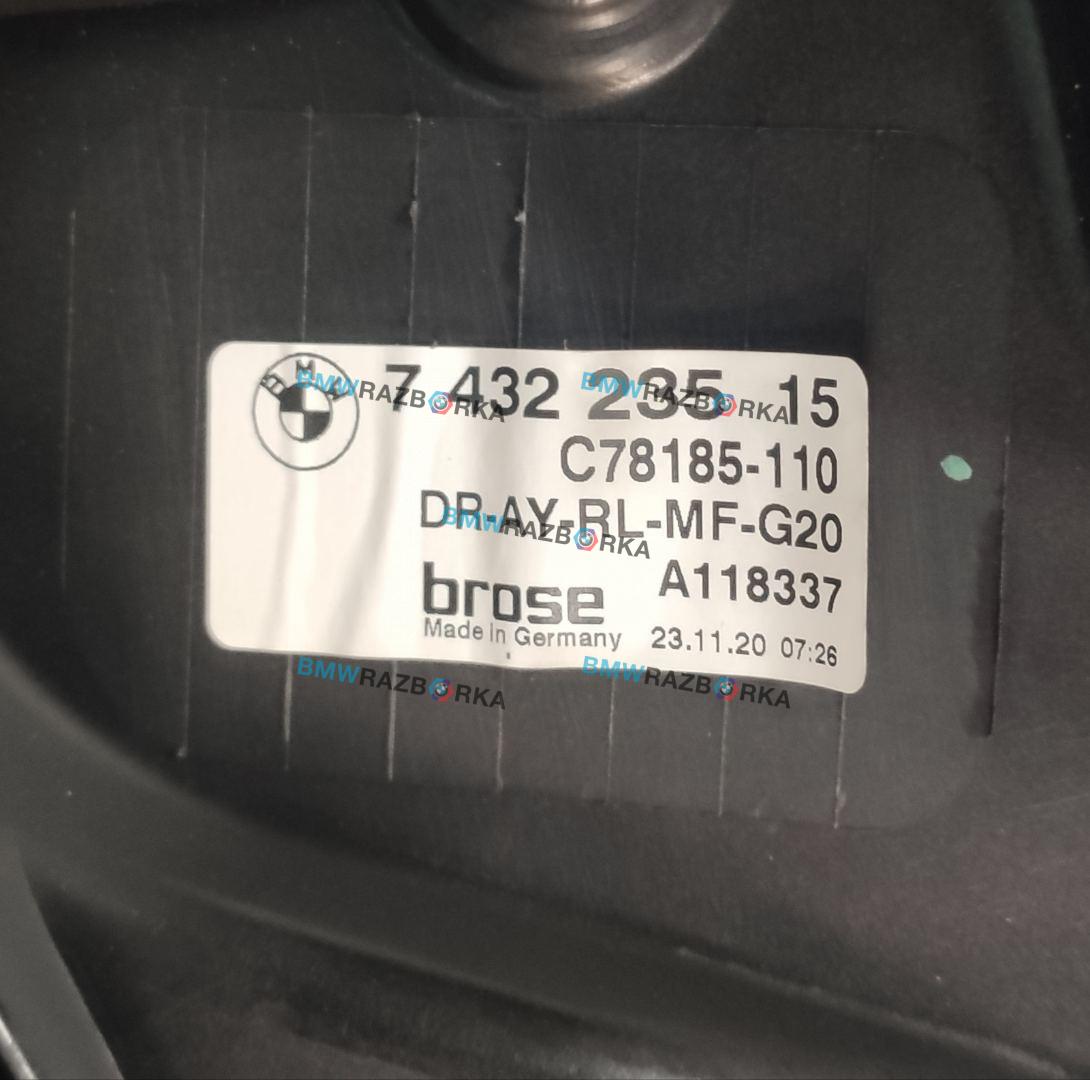 BMW
7 432 235 15
C78185-110
DR-AY-RL-MF-G20
brose A118337
Made in Germany 23.11.20 07:26
BMWRAZBORKA
BMWRAZBORKA
BMWRAZBORKA
BMWRAZBORKA
BMWRAZBORKA